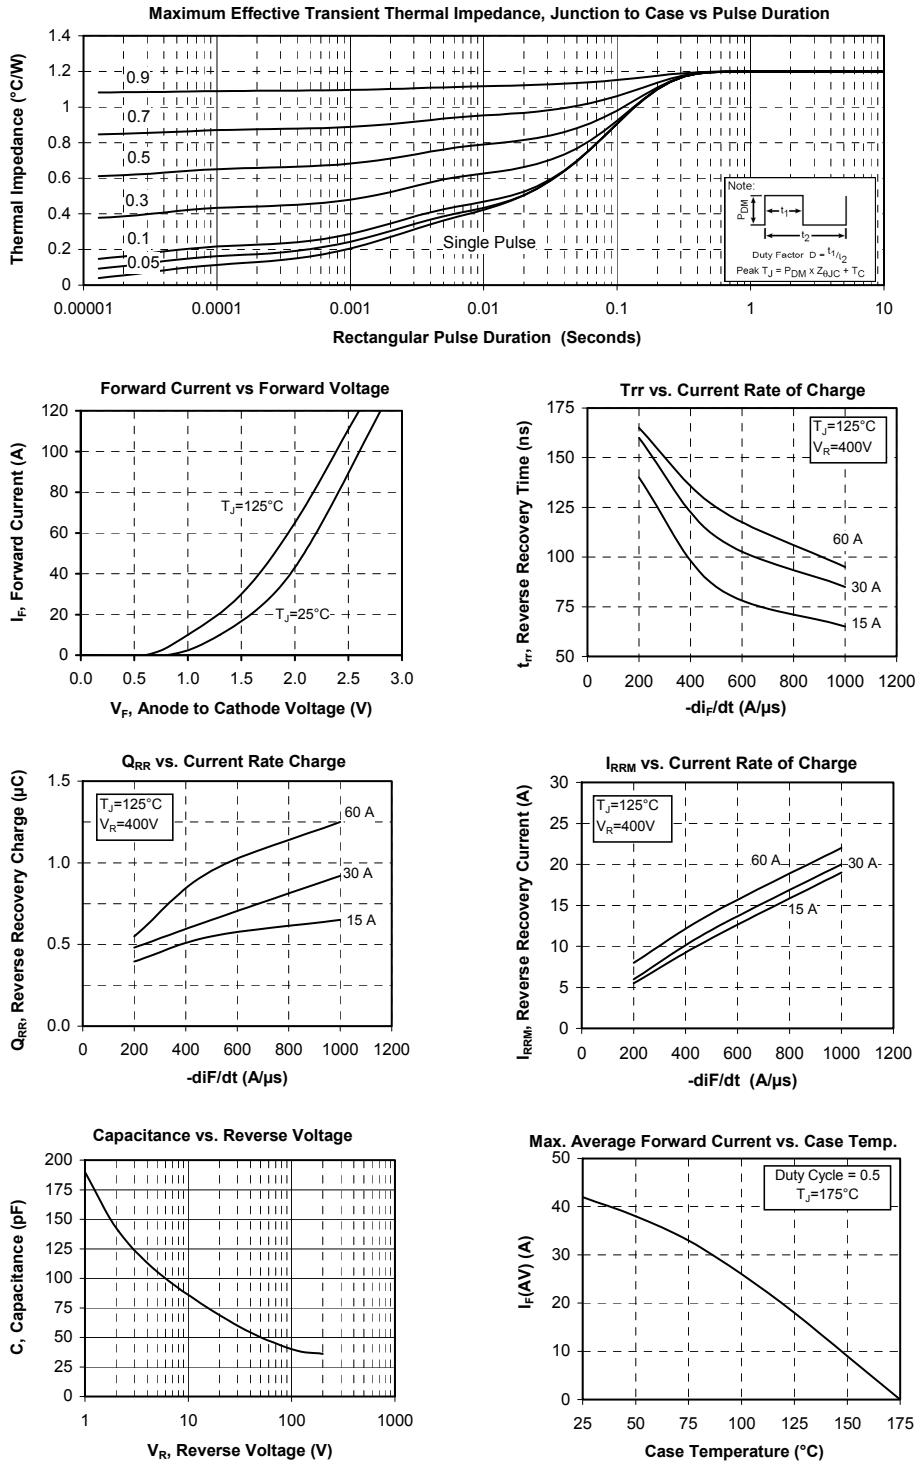 Maximum Effective Transient Thermal Impedance, Junction to Case vs Pulse Duration
Thermal Impedance (°C/W)
1.4
1.2
1
0.8
0.6
0.4
0.2
0
0.9
0.7
0.5
0.3
0.1
0.05
Single Pulse
Note:
PDM
t1
t2
Duty Factor D = t1/t2
Peak TJ = PDM x ZθJC + TC
0.00001
0.0001
0.001
0.01
0.1
1
10
Rectangular Pulse Duration (Seconds)
Forward Current vs Forward Voltage
IF, Forward Current (A)
120
100
80
60
40
20
0
TJ=125°C
TJ=25°C
0.0
0.5
1.0
1.5
2.0
2.5
3.0
VF, Anode to Cathode Voltage (V)
Trr vs. Current Rate of Charge
trr, Reverse Recovery Time (ns)
175
150
125
100
75
50
TJ=125°C
VR=400V
60 A
30 A
15 A
0
200
400
600
800
1000
1200
-diF/dt (A/µs)
QRR vs. Current Rate Charge
QRR, Reverse Recovery Charge (µC)
1.5
1.0
0.5
0.0
TJ=125°C
VR=400V
60 A
30 A
15 A
0
200
400
600
800
1000
1200
-diF/dt (A/µs)
IRRM vs. Current Rate of Charge
IRRM, Reverse Recovery Current (A)
30
25
20
15
10
5
0
TJ=125°C
VR=400V
60 A
30 A
15 A
0
200
400
600
800
1000
1200
-diF/dt (A/µs)
Capacitance vs. Reverse Voltage
C, Capacitance (pF)
200
175
150
125
100
75
50
25
0
1
10
100
1000
VR, Reverse Voltage (V)
Max. Average Forward Current vs. Case Temp.
IF(AV) (A)
50
40
30
20
10
0
Duty Cycle = 0.5
TJ=175°C
25
50
75
100
125
150
175
Case Temperature (°C)